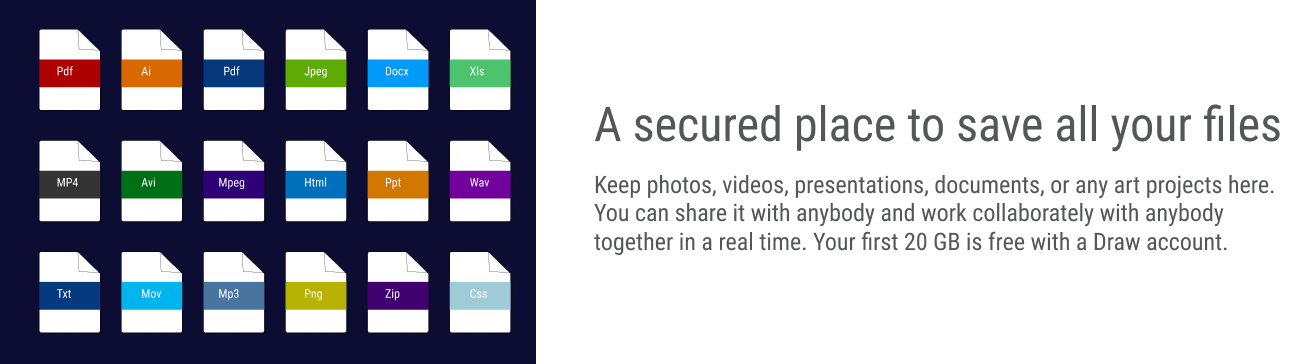 Pdf Ai Pdf Jpeg Docx Xls
MP4 Avi Mpeg Html Ppt Wav
Txt Mov Mp3 Png Zip Css
A secured place to save all your files
Keep photos, videos, presentations, documents, or any art projects here.
You can share it with anybody and work collaborately with anybody
together in a real time. Your first 20 GB is free with a Draw account.